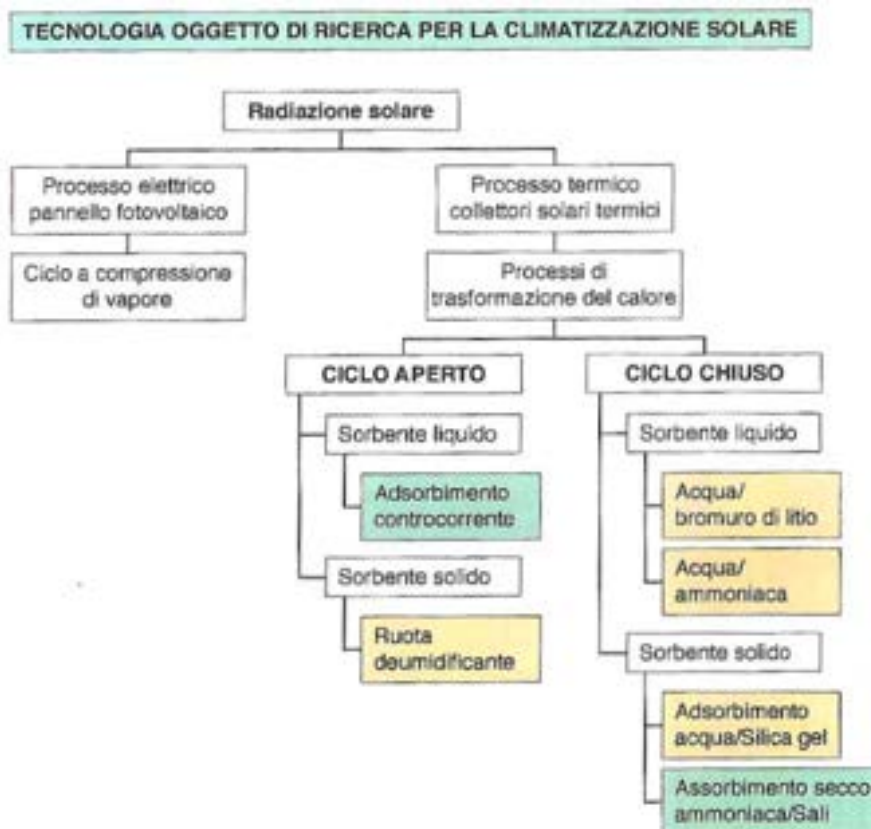 TECNOLOGIA OGGETTO DI RICERCA PER LA CLIMATIZZAZIONE SOLARE
Radiazione solare
Processo elettrico
pannello fotovoltaico
Processo termico
collettori solari termici
Ciclo a compressione
di vapore
Processi di
trasformazione del calore
CICLO APERTO
CICLO CHIUSO
Sorbente liquido
Sorbente liquido
Adsorbimento
controcorrente
Acqua/
bromuro di litio
Acqua/
ammoniaca
Sorbente solido
Ruota
deumidificante
Sorbente solido
Adsorbimento
acqua/Silica gel
Assorbimento secco
ammoniaca/Sali